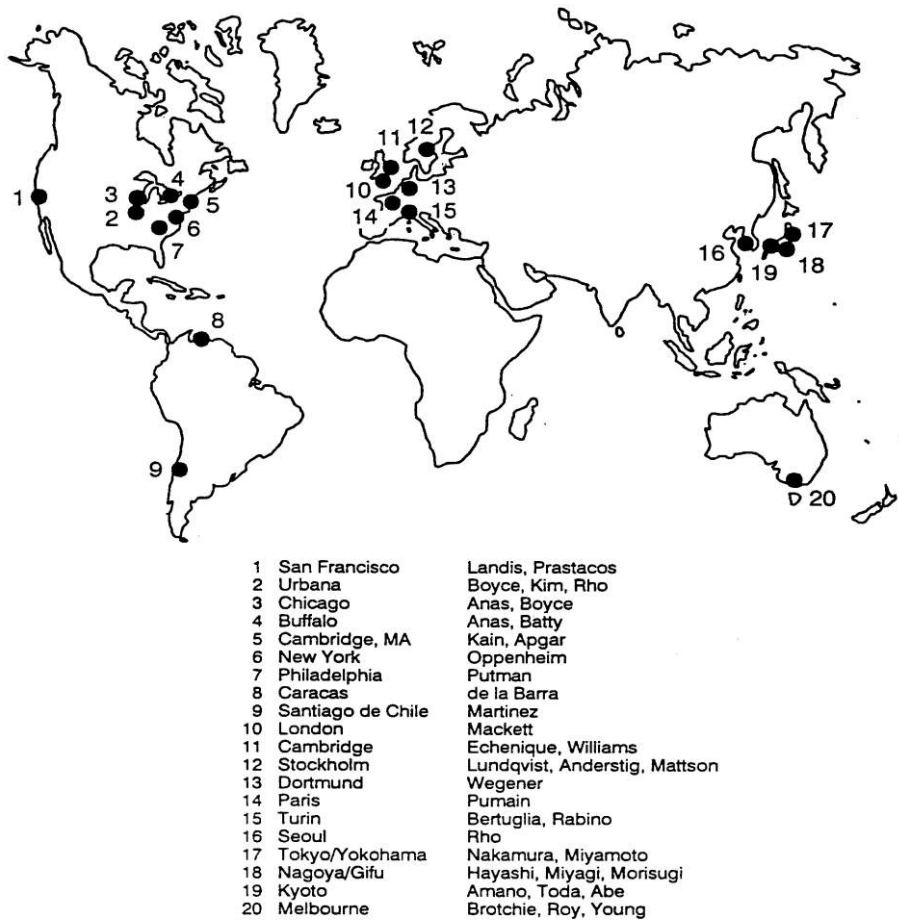 12
11
4
3
1
5
10
13
2
6
14
15
17
7
16
19
18
8
9
20
1 San Francisco Landis, Prastacos
2 Urbana Boyce, Kim, Rho
3 Chicago Anas, Boyce
4 Buffalo Anas, Batty
5 Cambridge, MA Kain, Apgar
6 New York Oppenheim
7 Philadelphia Putman
8 Caracas de la Barra
9 Santiago de Chile Martinez
10 London Mackett
11 Cambridge Echenique, Williams
12 Stockholm Lundqvist, Anderstig, Mattson
13 Dortmund Wegener
14 Paris Pumain
15 Turin Bertuglia, Rabino
16 Seoul Rho
17 Tokyo/Yokohama Nakamura, Miyamoto
18 Nagoya/Gifu Hayashi, Miyagi, Morisugi
19 Kyoto Amano, Toda, Abe
20 Melbourne Brotchie, Roy, Young